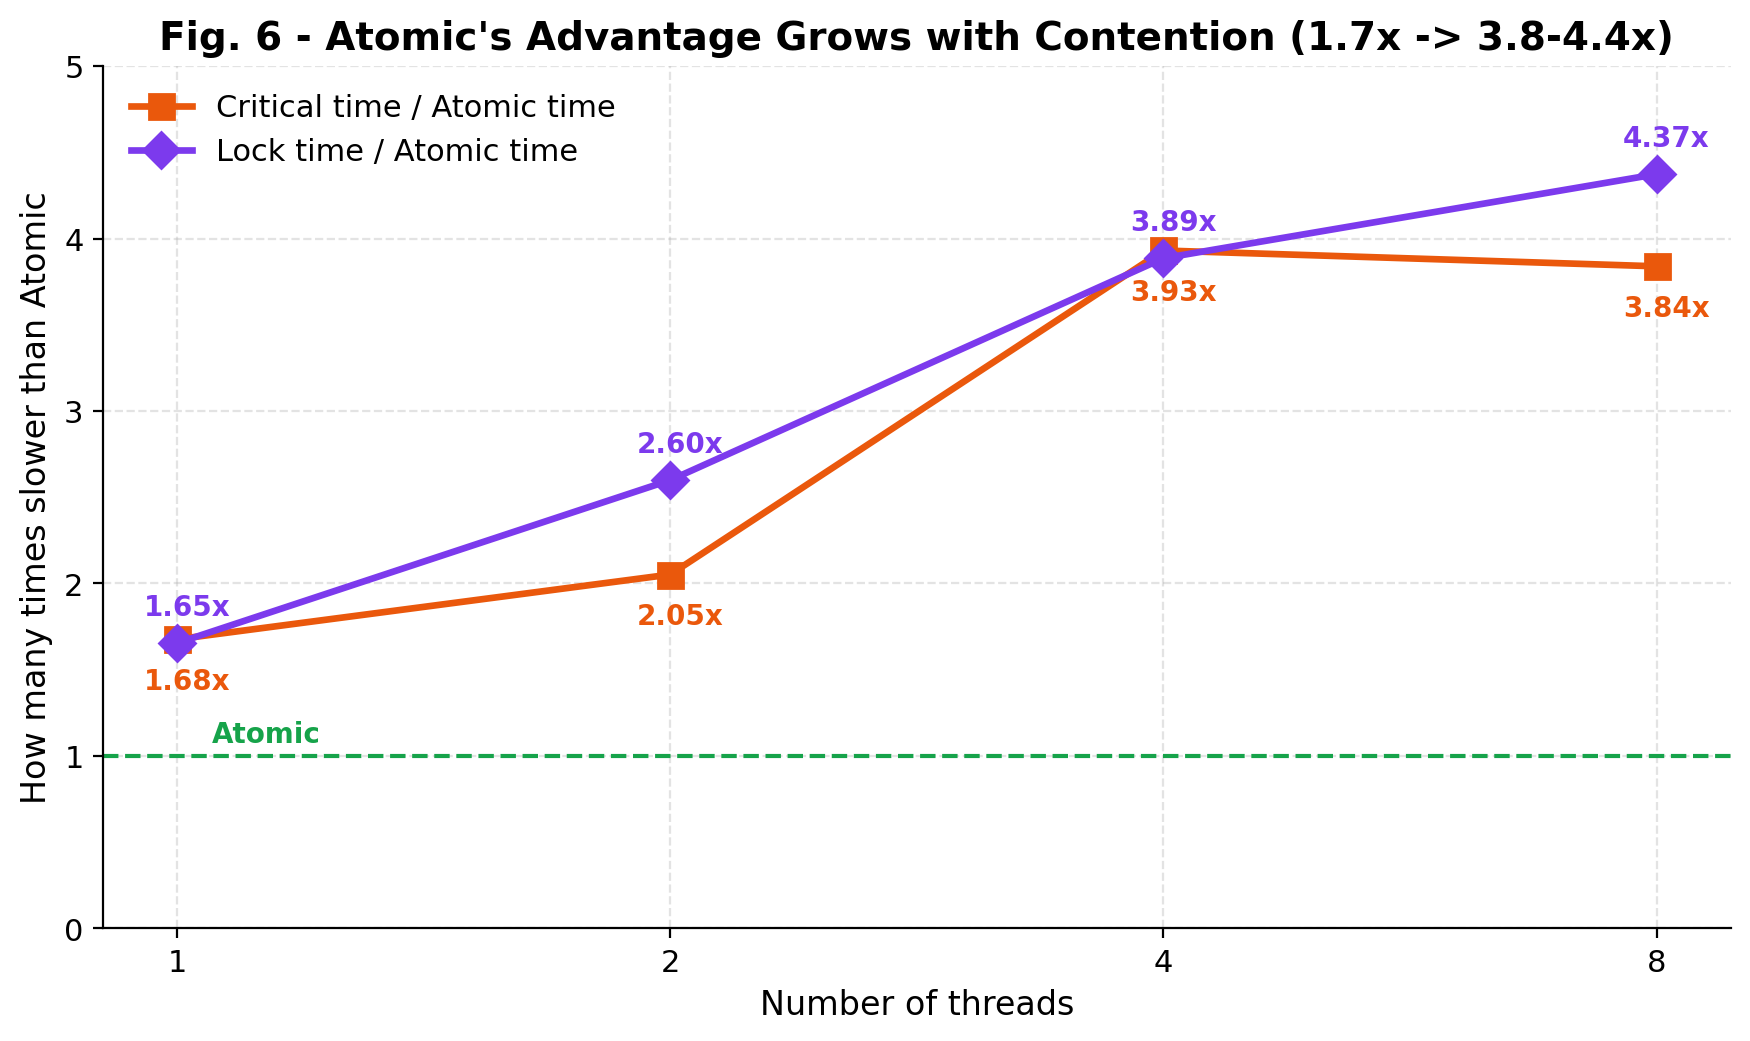 Fig. 6 - Atomic's Advantage Grows with Contention (1.7x -> 3.8-4.4x)
Critical time / Atomic time
Lock time / Atomic time
How many times slower than Atomic
5
4
3
2
1
0
1.65x
1.68x
2.60x
2.05x
3.89x
3.93x
4.37x
3.84x
Atomic
1
2
4
8
Number of threads